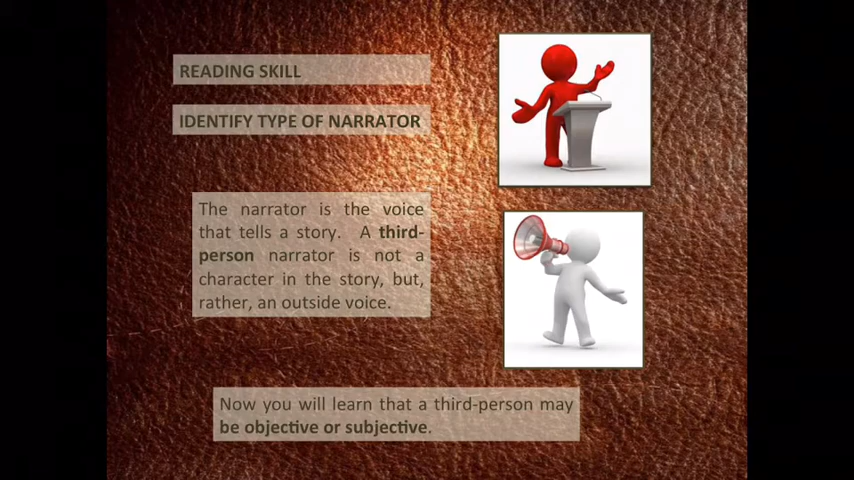 READING SKILL
IDENTIFY TYPE OF NARRATOR
The narrator is the voice
that tells a story. A third-
person narrator is not a
character in the story, but,
rather, an outside voice.
Now you will learn that a third-person may
be objective or subjective.